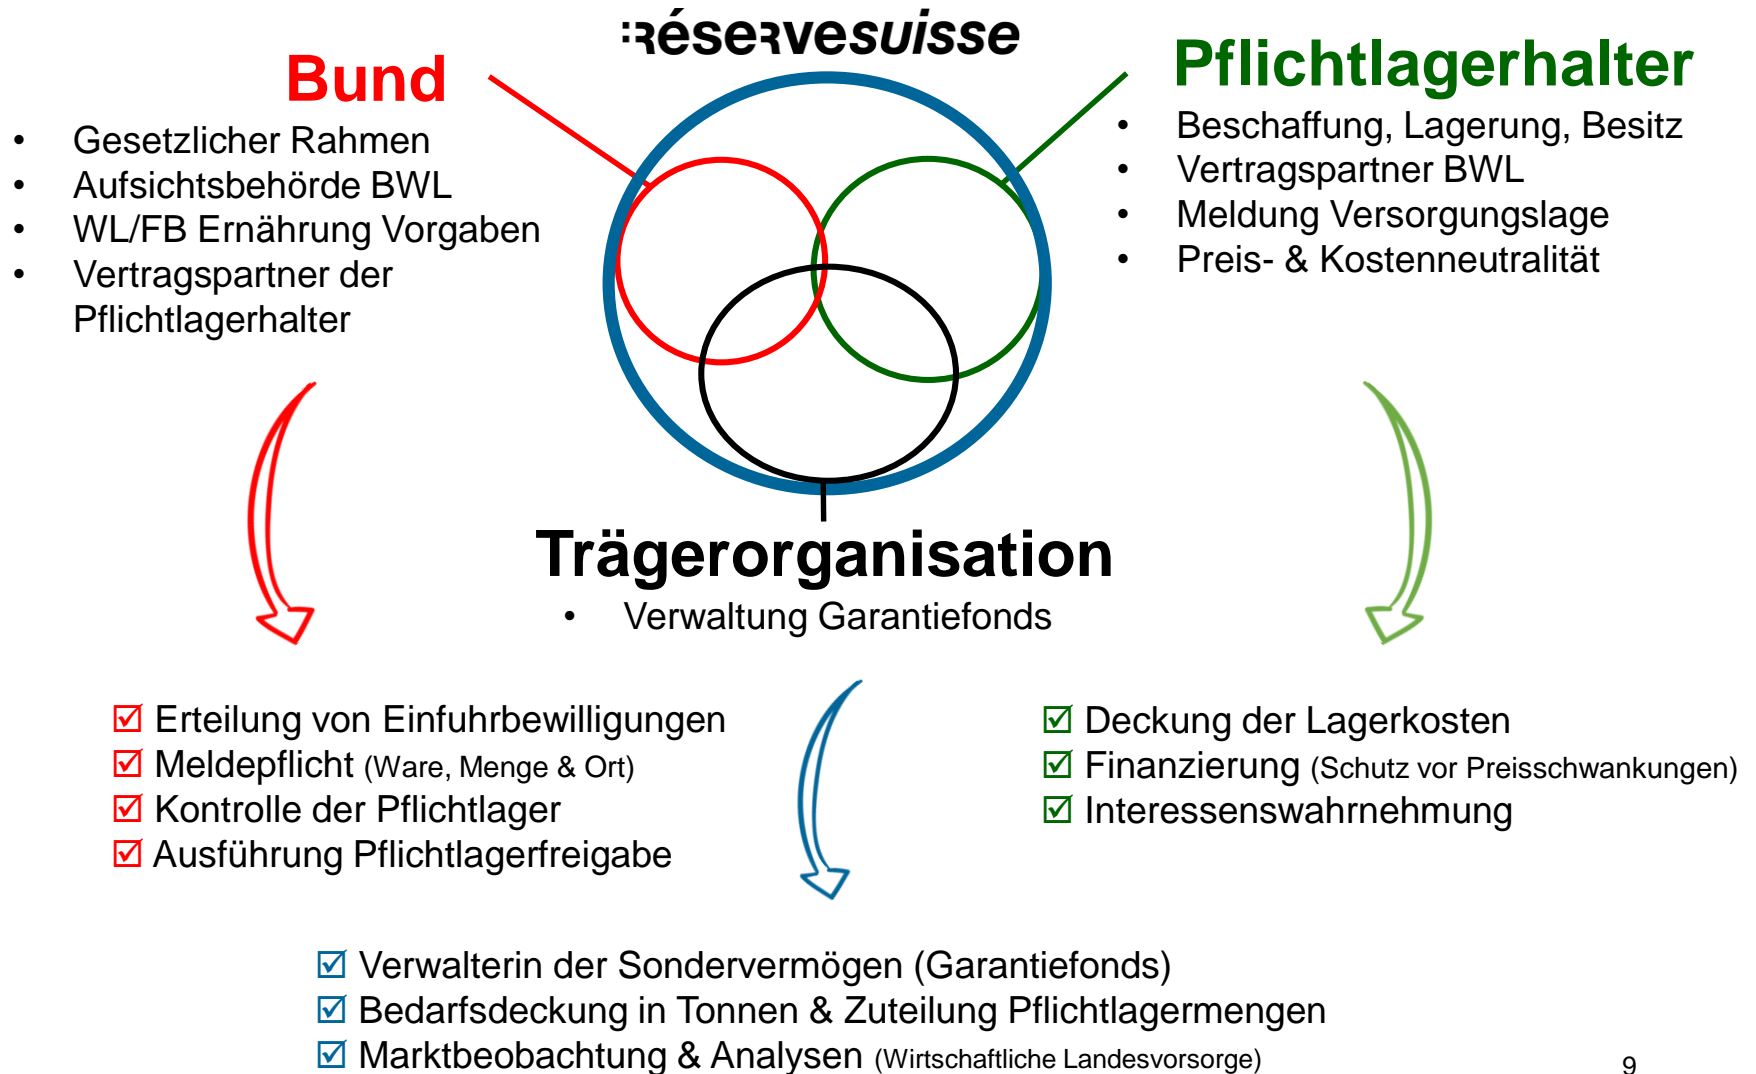 réservesuisse
Bund
• Gesetzlicher Rahmen
• Aufsichtsbehörde BWL
• WL/FB Ernährung Vorgaben
• Vertragspartner der
Pflichtlagerhalter
Pflichtlagerhalter
• Beschaffung, Lagerung, Besitz
• Vertragspartner BWL
• Meldung Versorgungslage
• Preis- & Kostenneutralität
Trägerorganisation
• Verwaltung Garantiefonds
☑ Erteilung von Einfuhrbewilligungen
☑ Meldepflicht (Ware, Menge & Ort)
☑ Kontrolle der Pflichtlager
☑ Ausführung Pflichtlagerfreigabe
☑ Deckung der Lagerkosten
☑ Finanzierung (Schutz vor Preisschwankungen)
☑ Interessenswahrnehmung
☑ Verwalterin der Sondervermögen (Garantiefonds)
☑ Bedarfsdeckung in Tonnen & Zuteilung Pflichtlagermengen
☑ Marktbeobachtung & Analysen (Wirtschaftliche Landesvorsorge)
9